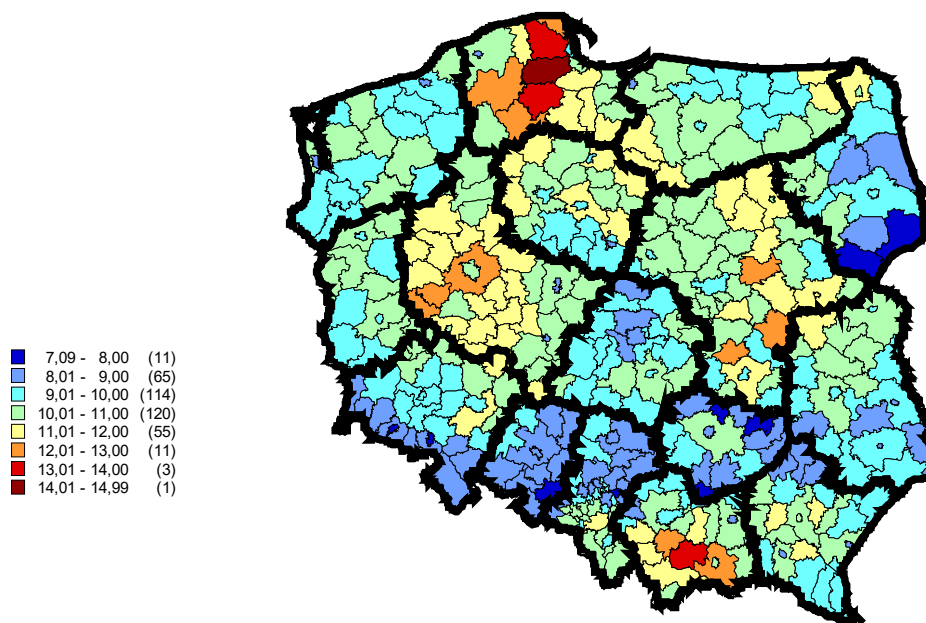 7,09 - 8,00 (11)
8,01 - 9,00 (65)
9,01 - 10,00 (114)
10,01 - 11,00 (120)
11,01 - 12,00 (55)
12,01 - 13,00 (11)
13,01 - 14,00 (3)
14,01 - 14,99 (1)